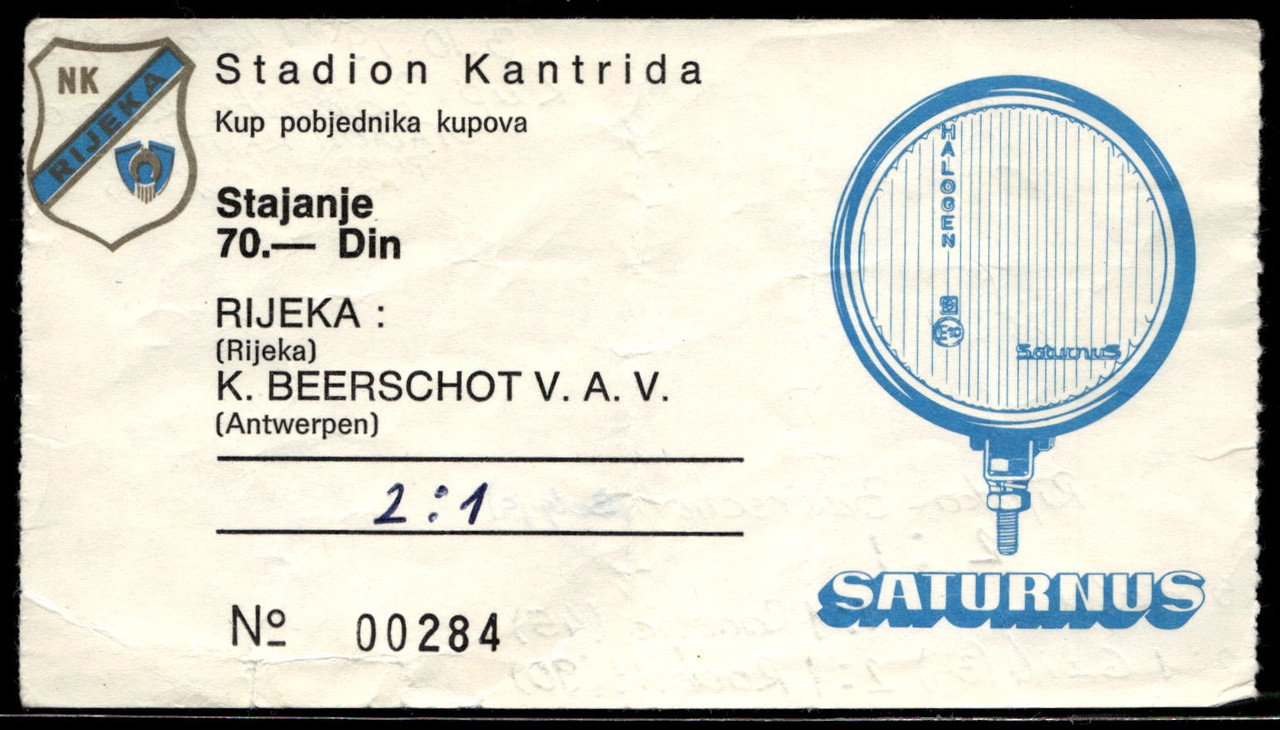 NK
RIJEKA
Stadion Kantrida
Kup pobjednika kupova
Stajanje
70.— Din
RIJEKA :
(Rijeka)
K. BEERSCHOT V. A. V.
(Antwerpen)
2:1
Nº 00284
HALOGEN
Saturnus
SATURNUS